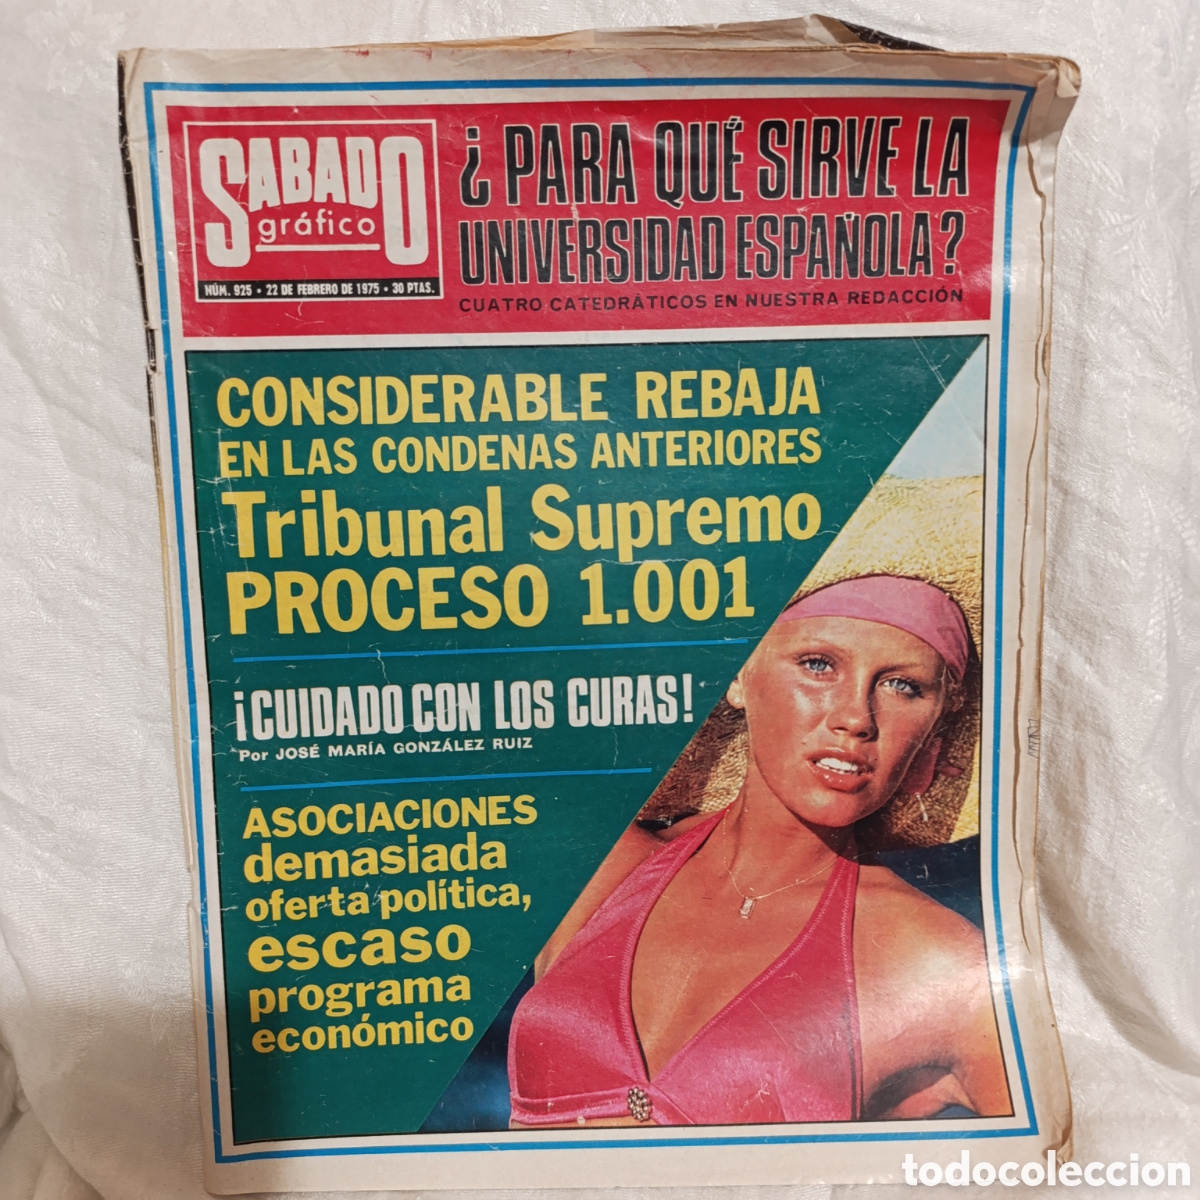 SABADO
gráfico
NÚM. 925 • 22 DE FEBRERO DE 1975 • 30 PTAS.
¿PARA QUÉ SIRVE LA
UNIVERSIDAD ESPAÑOLA?
CUATRO CATEDRÁTICOS EN NUESTRA REDACCIÓN
CONSIDERABLE REBAJA
EN LAS CONDENAS ANTERIORES
Tribunal Supremo
PROCESO 1.001
¡CUIDADO CON LOS CURAS!
Por JOSÉ MARÍA GONZÁLEZ RUIZ
ASOCIACIONES
demasiada
oferta política,
escaso
programa
económico
todocoleccion